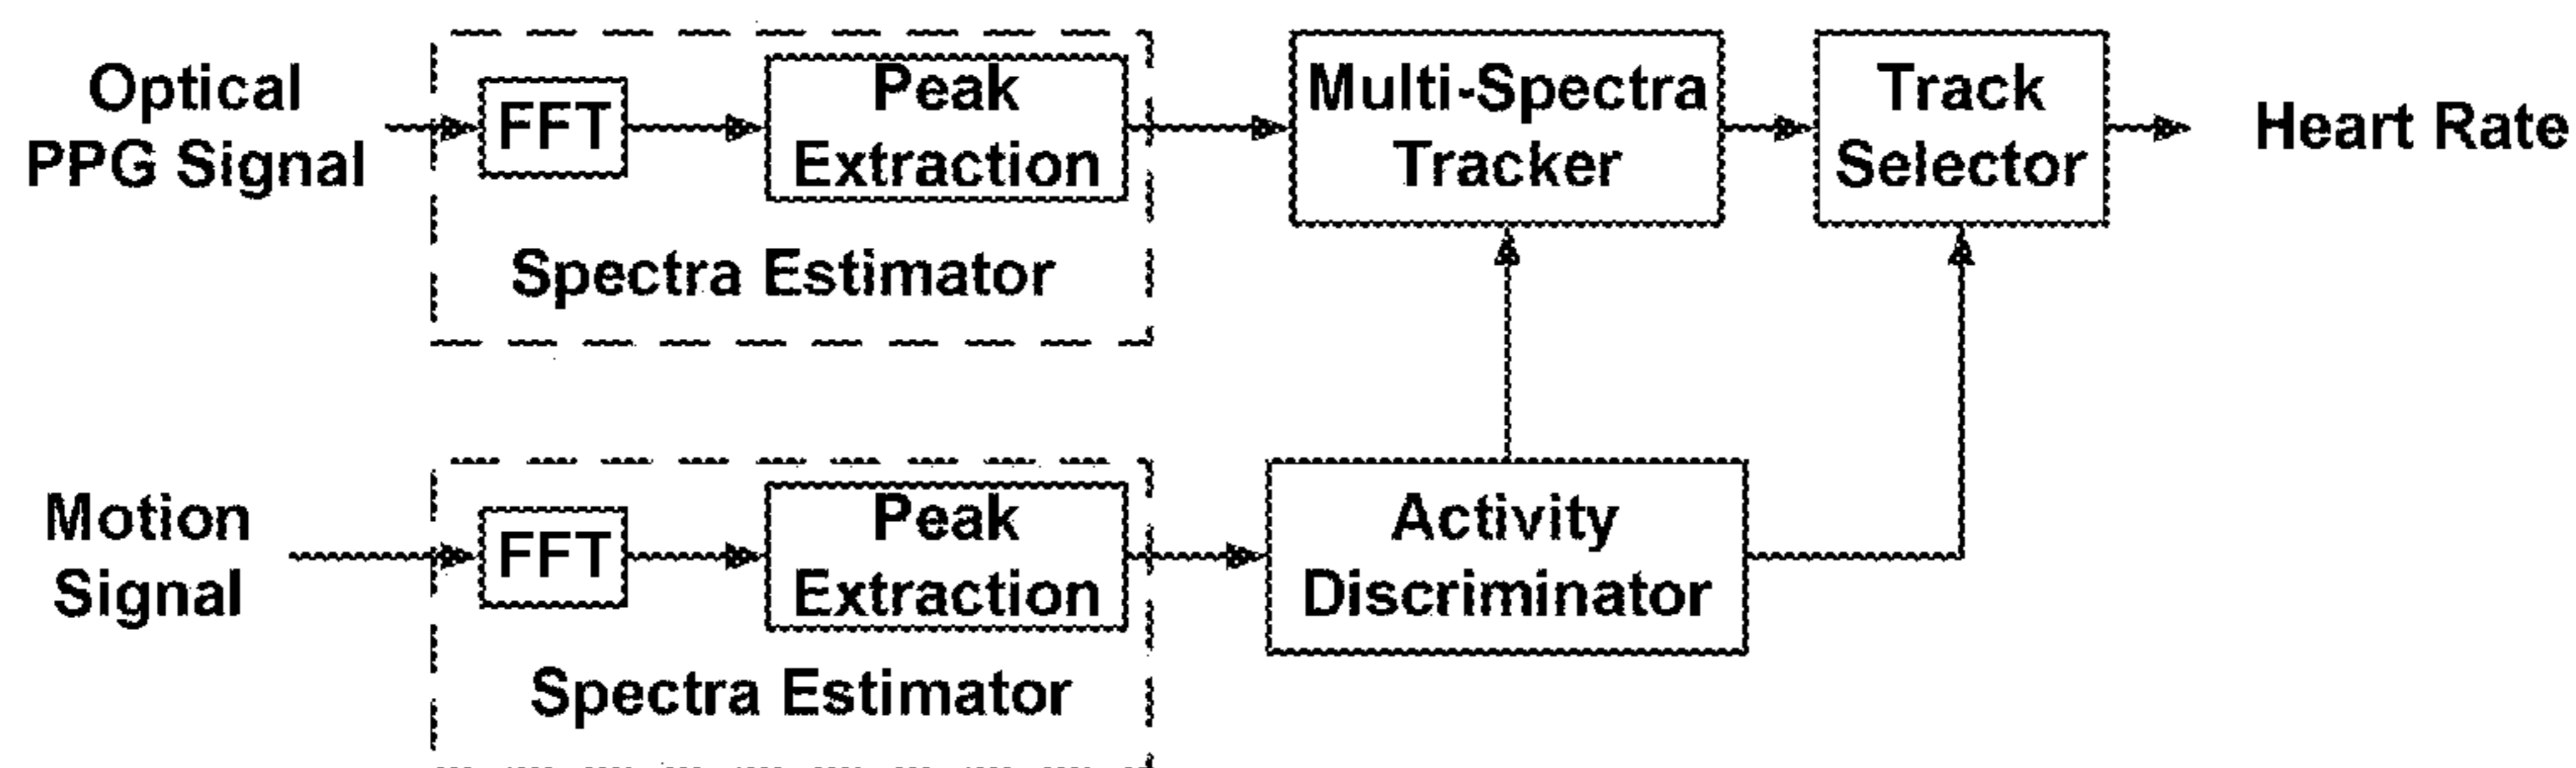 Optical
PPG Signal
FFT
Peak
Extraction
Spectra Estimator
Multi-Spectra
Tracker
Track
Selector
Heart Rate
Motion
Signal
FFT
Peak
Extraction
Spectra Estimator
Activity
Discriminator